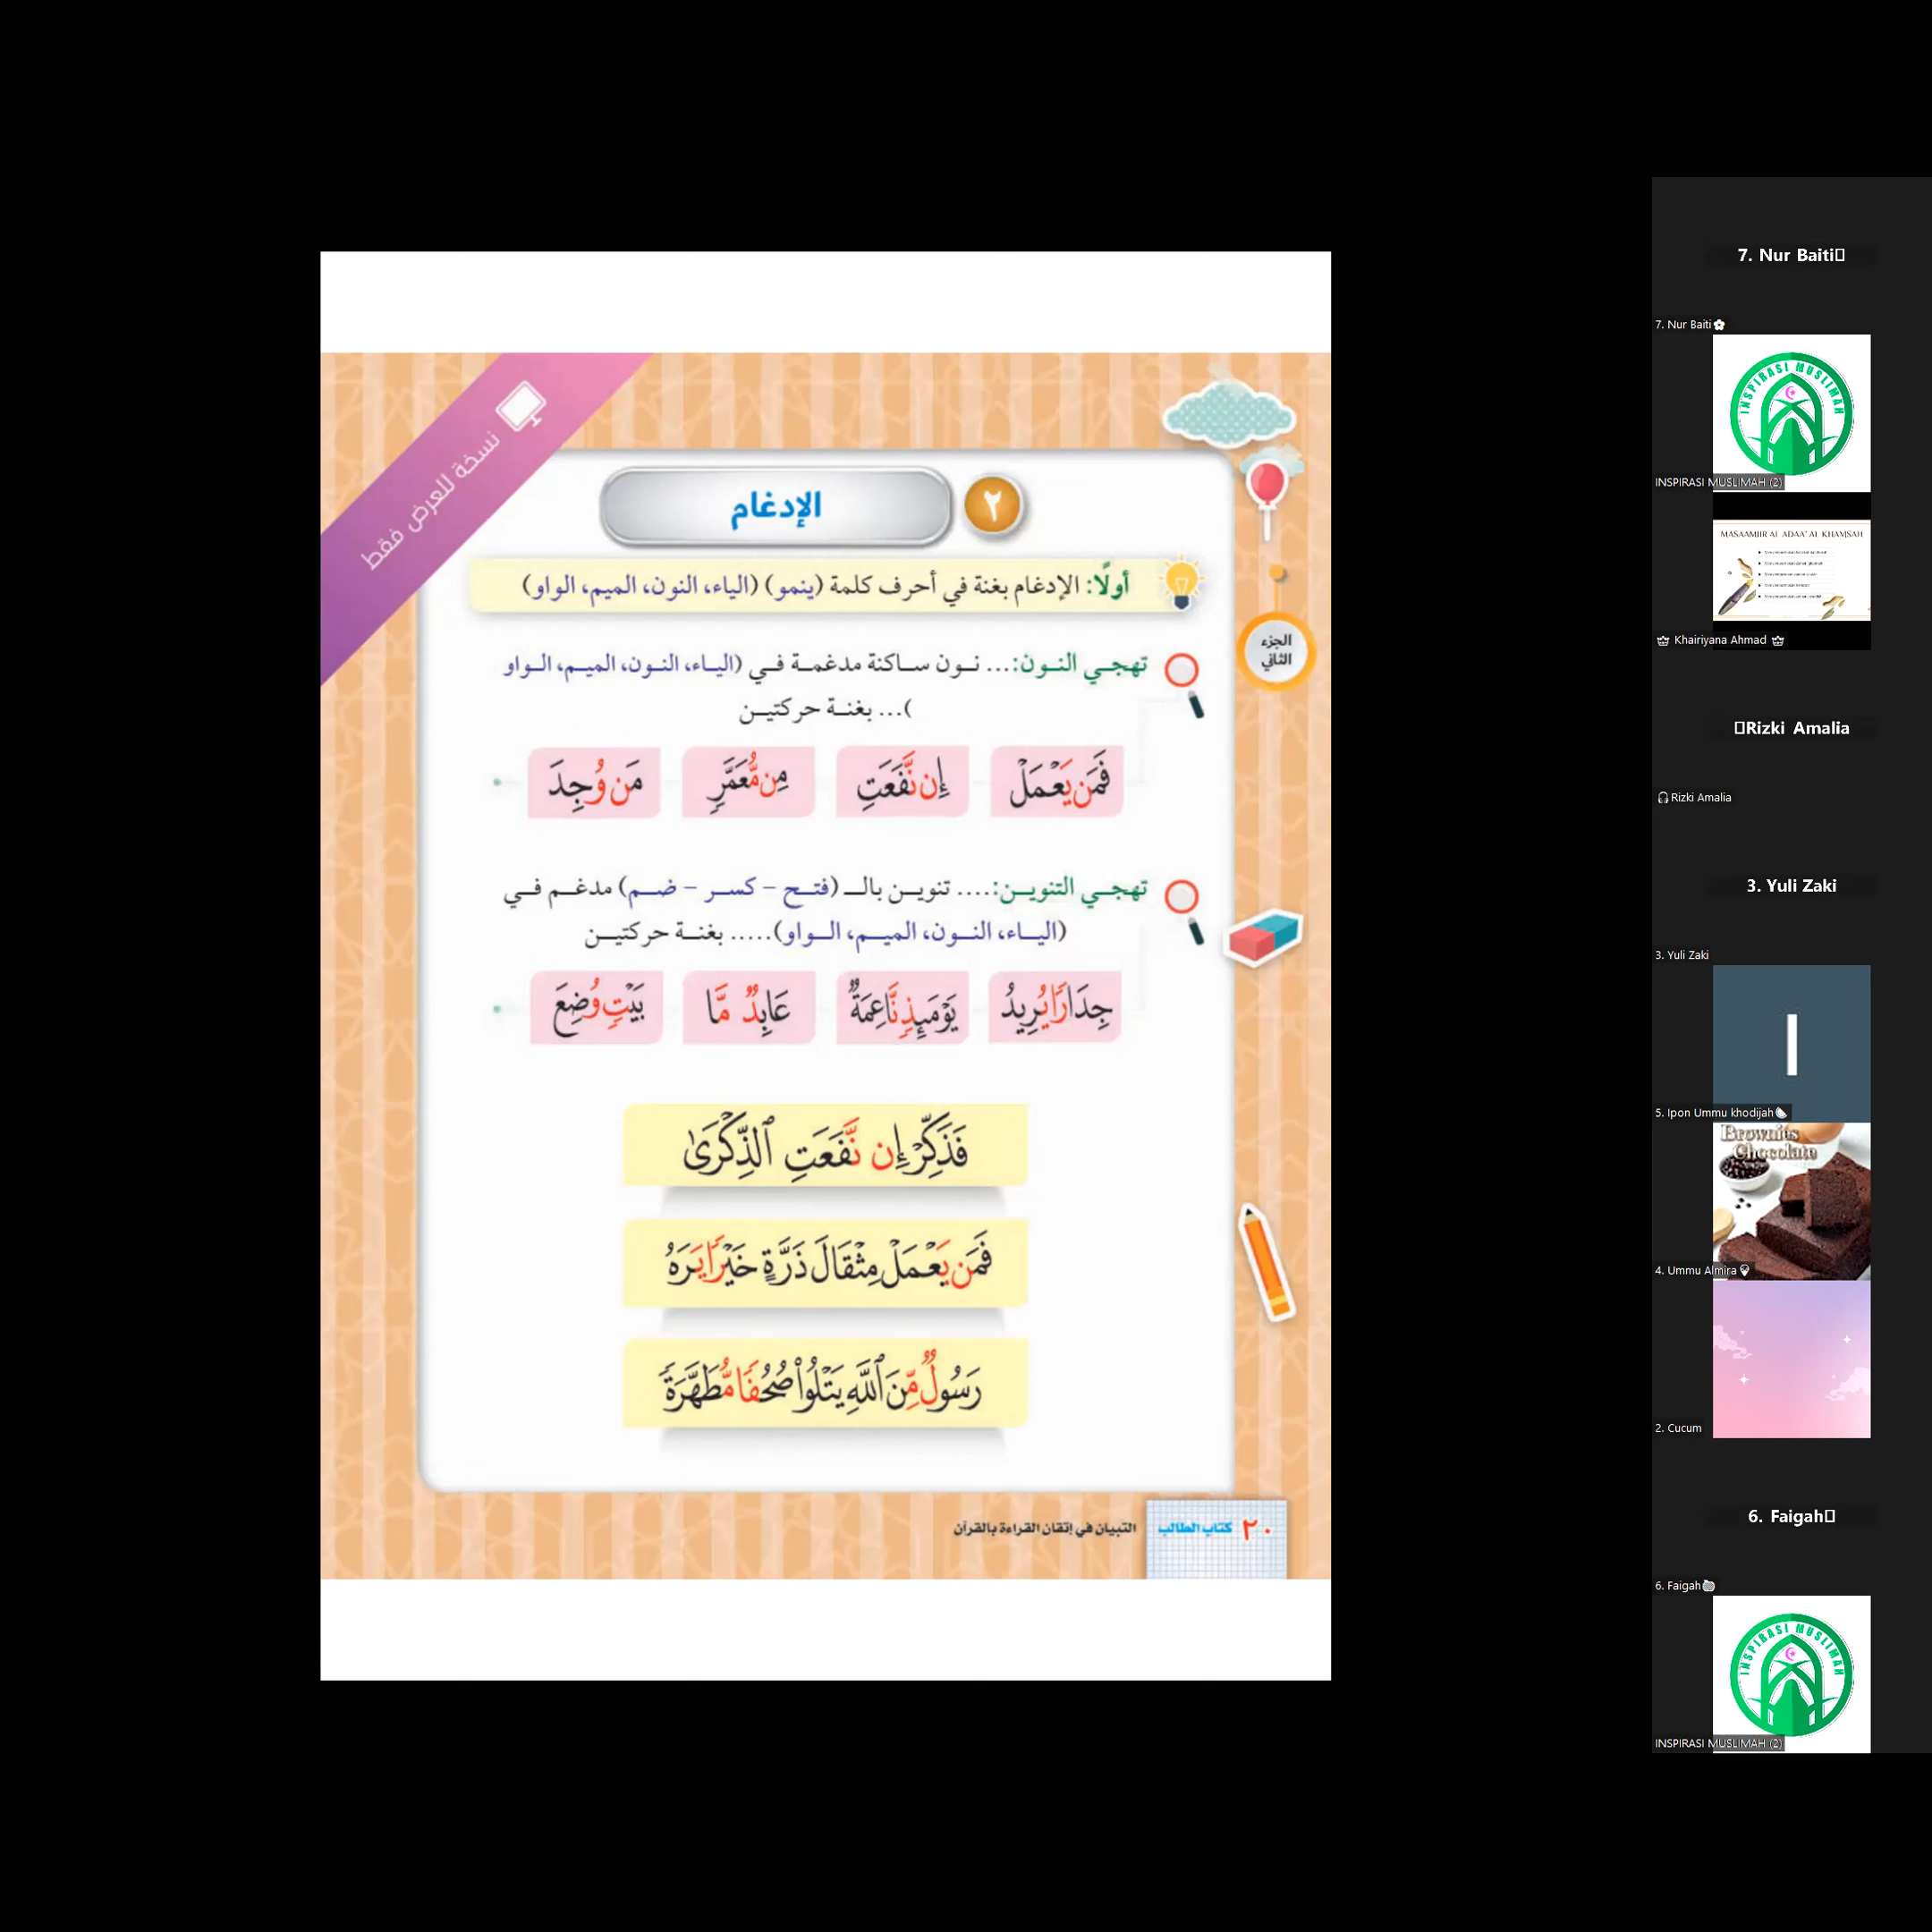 نسخة للعرض فقط
٢
الإدغام
أولًا: الإدغام بغنة في أحرف كلمة (ينمو) (الياء، النون، الميم، الواو)
الجزء
الثاني
تهجي النون:... نون ساكنة مدغمة في (الياء، النون، الميم، الواو
)... بغنة حركتين
فَمَن يَعْمَلْ
إِن نَّفَعَتِ
مِن مُّعَمَّرٍ
مَن وُجِدَ
تهجي التنوين:.... تنوين بالـ (فتح - كسر - ضم) مدغم في
(الياء، النون، الميم، الواو)..... بغنة حركتين
جِدَارًا يُرِيدُ
يَوْمَئِذٍ نَّاعِمَةٌ
عَابِدٌ مَّا
بَيْتٍ وُضِعَ
فَذَكِّرْ إِن نَّفَعَتِ ٱلذِّكْرَىٰ
فَمَن يَعْمَلْ مِثْقَالَ ذَرَّةٍ خَيْرًا يَرَهُ
رَسُولٌ مِّنَ ٱللَّهِ يَتْلُوا۟ صُحُفًا مُّطَهَّرَةً
٢٠ كتاب الطالب التبيان في إتقان القراءة بالقرآن
7. Nur Baiti
7. Nur Baiti
INSPIRASI MUSLIMAH
INSPIRASI MUSLIMAH (2)
MASAAMIIR AL ADAA' AL KHAMSAH
Khairiyana Ahmad
Rizki Amalia
Rizki Amalia
3. Yuli Zaki
3. Yuli Zaki
I
5. Ipon Ummu khodijah
Brownies
Chocolate
4. Ummu Almira
2. Cucum
6. Faigah
6. Faigah
INSPIRASI MUSLIMAH
INSPIRASI MUSLIMAH (2)